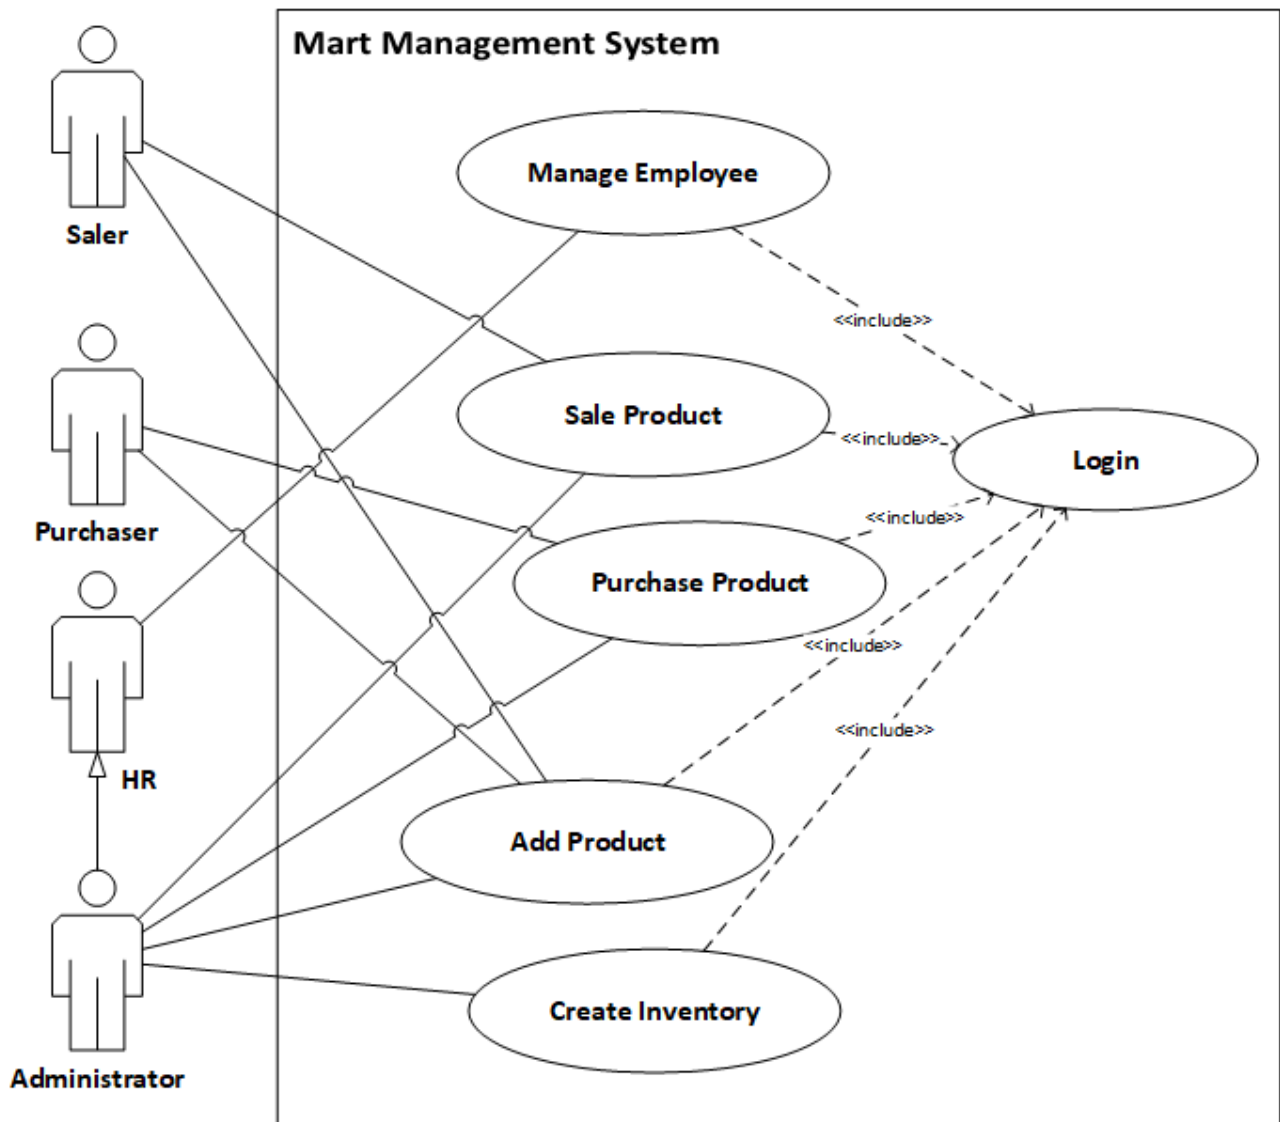 Mart Management System
Manage Employee
Saler
<<include>>
Sale Product
<<include>>
Login
Purchaser
<<include>>
Purchase Product
<<include>>
<<include>>
HR
Add Product
Create Inventory
Administrator